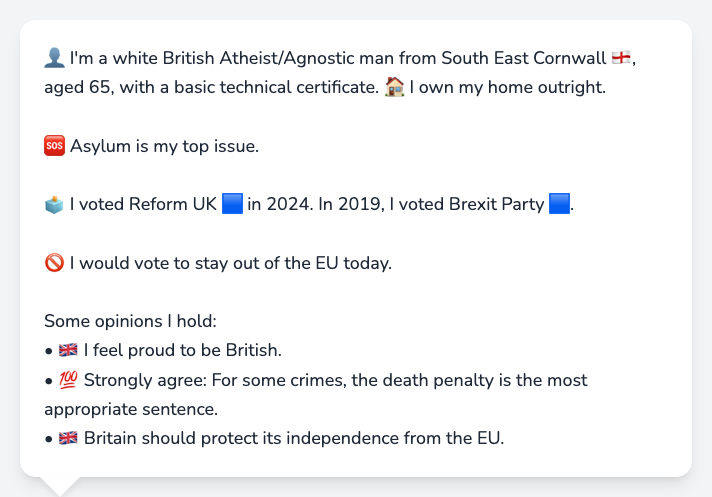 👤 I'm a white British Atheist/Agnostic man from South East Cornwall 🏴󠁧󠁢󠁥󠁮󠁧󠁿,
aged 65, with a basic technical certificate. 🏠 I own my home outright.
🆘 Asylum is my top issue.
🗳️ I voted Reform UK 🟦 in 2024. In 2019, I voted Brexit Party 🟦.
🚫 I would vote to stay out of the EU today.
Some opinions I hold:
• 🇬🇧 I feel proud to be British.
• 💯 Strongly agree: For some crimes, the death penalty is the most
appropriate sentence.
• 🇬🇧 Britain should protect its independence from the EU.